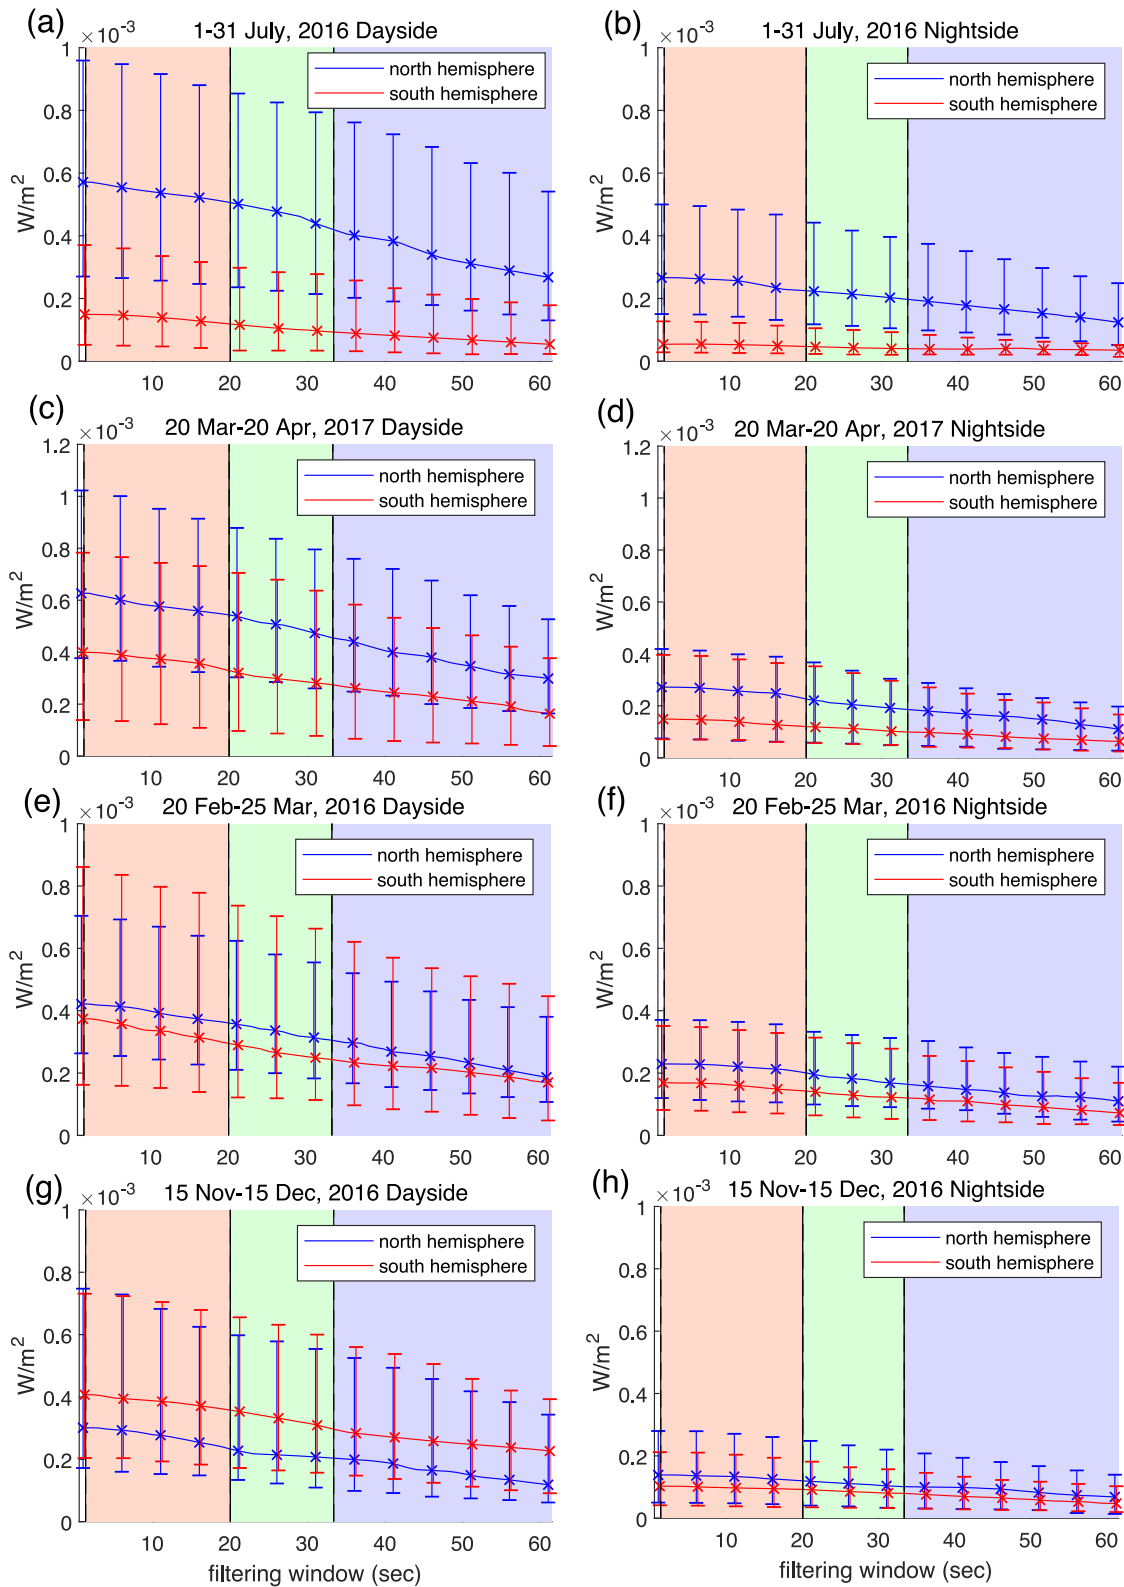 (a)
×10⁻³
1-31 July, 2016 Dayside
north hemisphere
south hemisphere
W/m²
1
0.8
0.6
0.4
0.2
0
10 20 30 40 50 60
(b)
×10⁻³
1-31 July, 2016 Nightside
north hemisphere
south hemisphere
W/m²
1
0.8
0.6
0.4
0.2
0
10 20 30 40 50 60
(c)
×10⁻³
20 Mar-20 Apr, 2017 Dayside
north hemisphere
south hemisphere
W/m²
1.2
1
0.8
0.6
0.4
0.2
0
10 20 30 40 50 60
(d)
×10⁻³
20 Mar-20 Apr, 2017 Nightside
north hemisphere
south hemisphere
W/m²
1.2
1
0.8
0.6
0.4
0.2
0
10 20 30 40 50 60
(e)
×10⁻³
20 Feb-25 Mar, 2016 Dayside
north hemisphere
south hemisphere
W/m²
1
0.8
0.6
0.4
0.2
0
10 20 30 40 50 60
(f)
×10⁻³
20 Feb-25 Mar, 2016 Nightside
north hemisphere
south hemisphere
W/m²
1
0.8
0.6
0.4
0.2
0
10 20 30 40 50 60
(g)
×10⁻³
15 Nov-15 Dec, 2016 Dayside
north hemisphere
south hemisphere
W/m²
1
0.8
0.6
0.4
0.2
0
10 20 30 40 50 60
filtering window (sec)
(h)
×10⁻³
15 Nov-15 Dec, 2016 Nightside
north hemisphere
south hemisphere
W/m²
1
0.8
0.6
0.4
0.2
0
10 20 30 40 50 60
filtering window (sec)